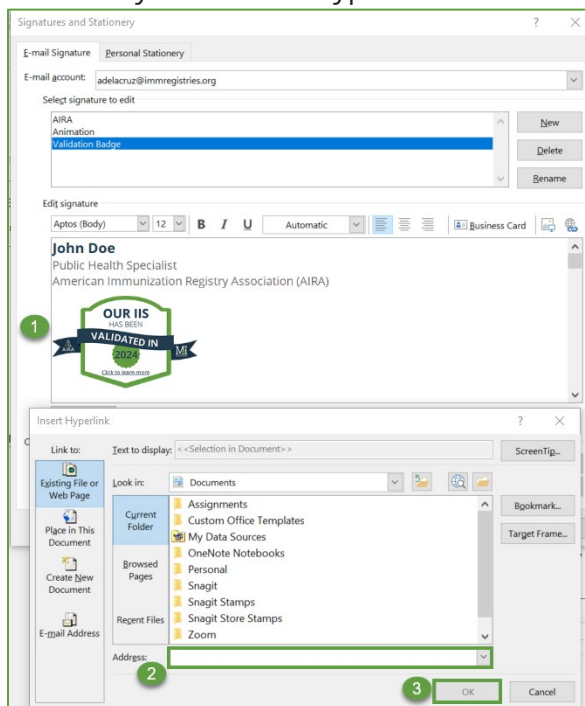 Signatures and Stationery ? ×
E-mail Signature Personal Stationery
E-mail account: adelacruz@immregistries.org
Select signature to edit
AIRA
Animation
Validation Badge
New
Delete
Rename
Edit signature
Aptos (Body) 12 B I U Automatic Business Card
John Doe
Public Health Specialist
American Immunization Registry Association (AIRA)
1
OUR IIS
HAS BEEN
VALIDATED IN
2024
AIRA
Click to learn more
Insert Hyperlink ? ×
Link to:
Text to display: <<Selection in Document>>
ScreenTip...
Existing File or
Web Page
Place in This
Document
Create New
Document
E-mail Address
Look in: Documents
Current
Folder
Browsed
Pages
Recent Files
Assignments
Custom Office Templates
My Data Sources
OneNote Notebooks
Personal
Snagit
Snagit Stamps
Snagit Store Stamps
Zoom
Bookmark...
Target Frame...
Address:
2
3
OK
Cancel